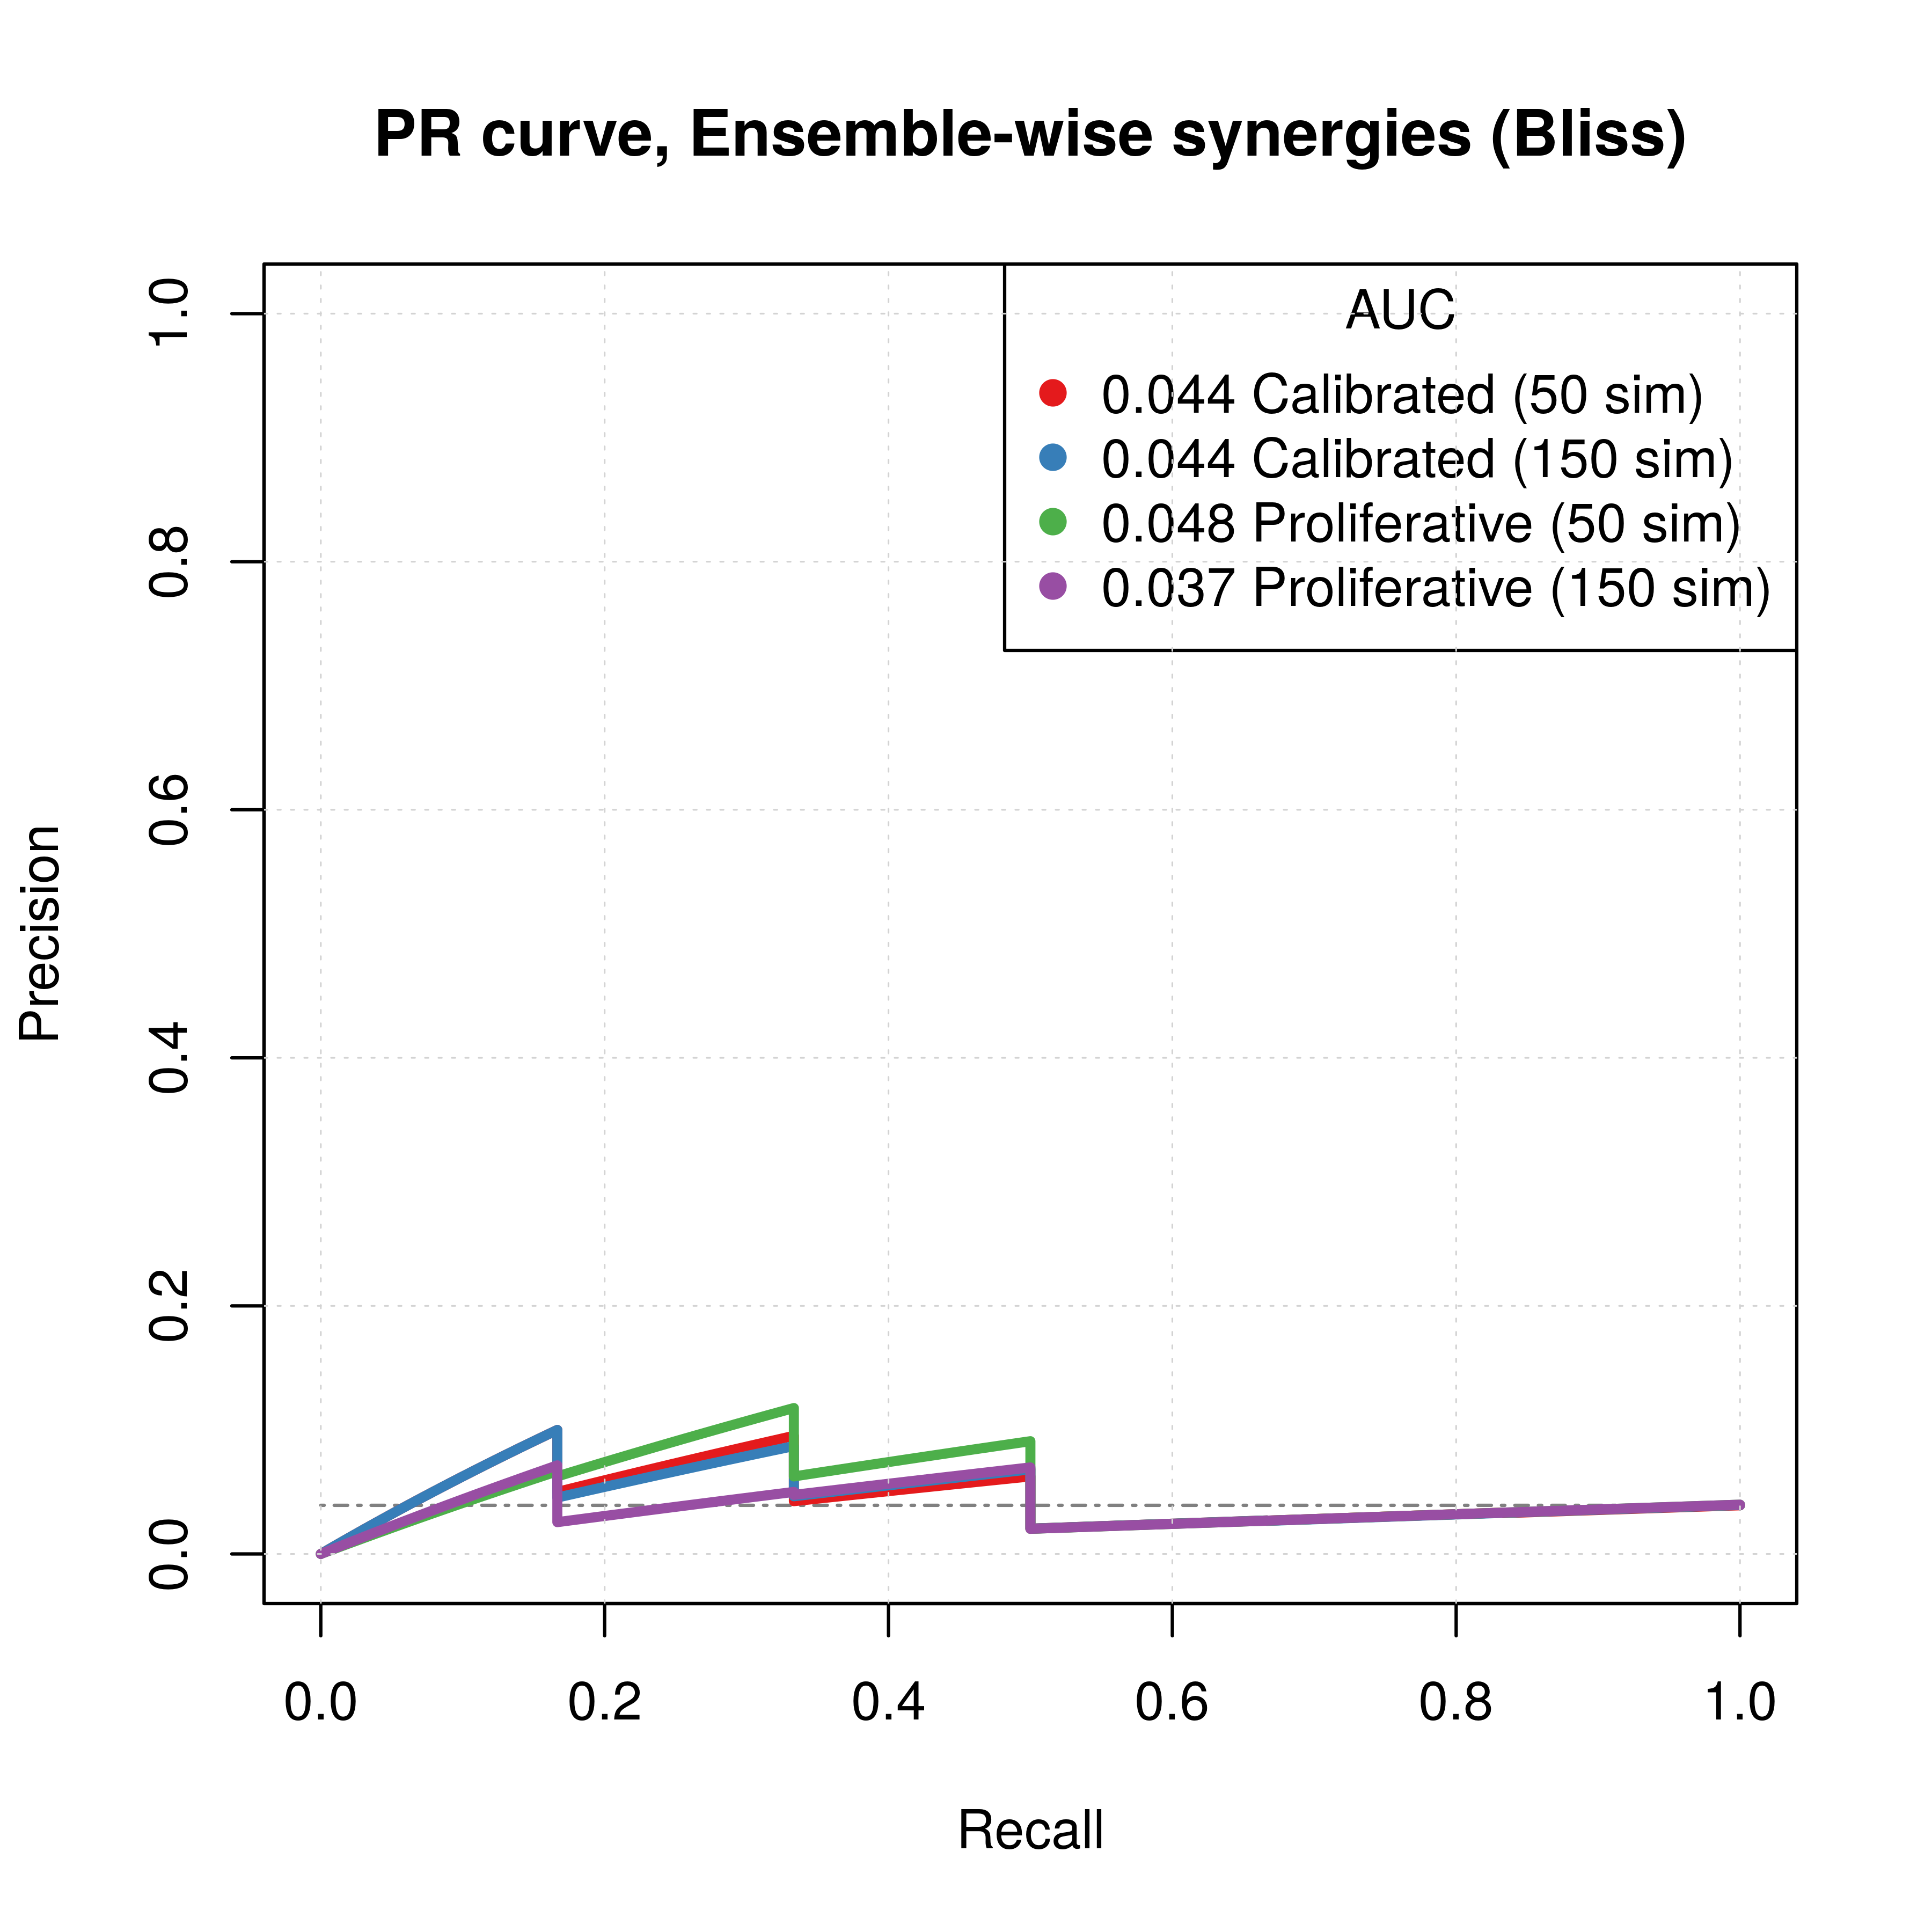 PR curve, Ensemble-wise synergies (Bliss)
AUC
0.044 Calibrated (50 sim)
0.044 Calibrated (150 sim)
0.048 Proliferative (50 sim)
0.037 Proliferative (150 sim)
1.0
0.8
0.6
0.4
0.2
0.0
Precision
0.0 0.2 0.4 0.6 0.8 1.0
Recall